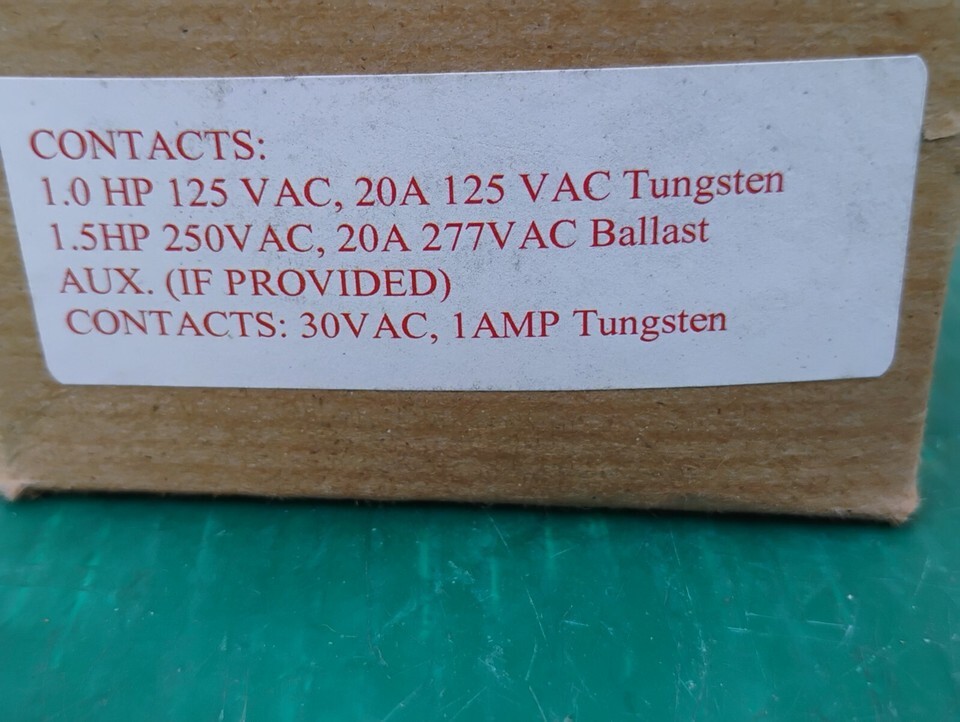 CONTACTS:
1.0 HP 125 VAC, 20A 125 VAC Tungsten
1.5HP 250VAC, 20A 277VAC Ballast
AUX. (IF PROVIDED)
CONTACTS: 30VAC, 1AMP Tungsten